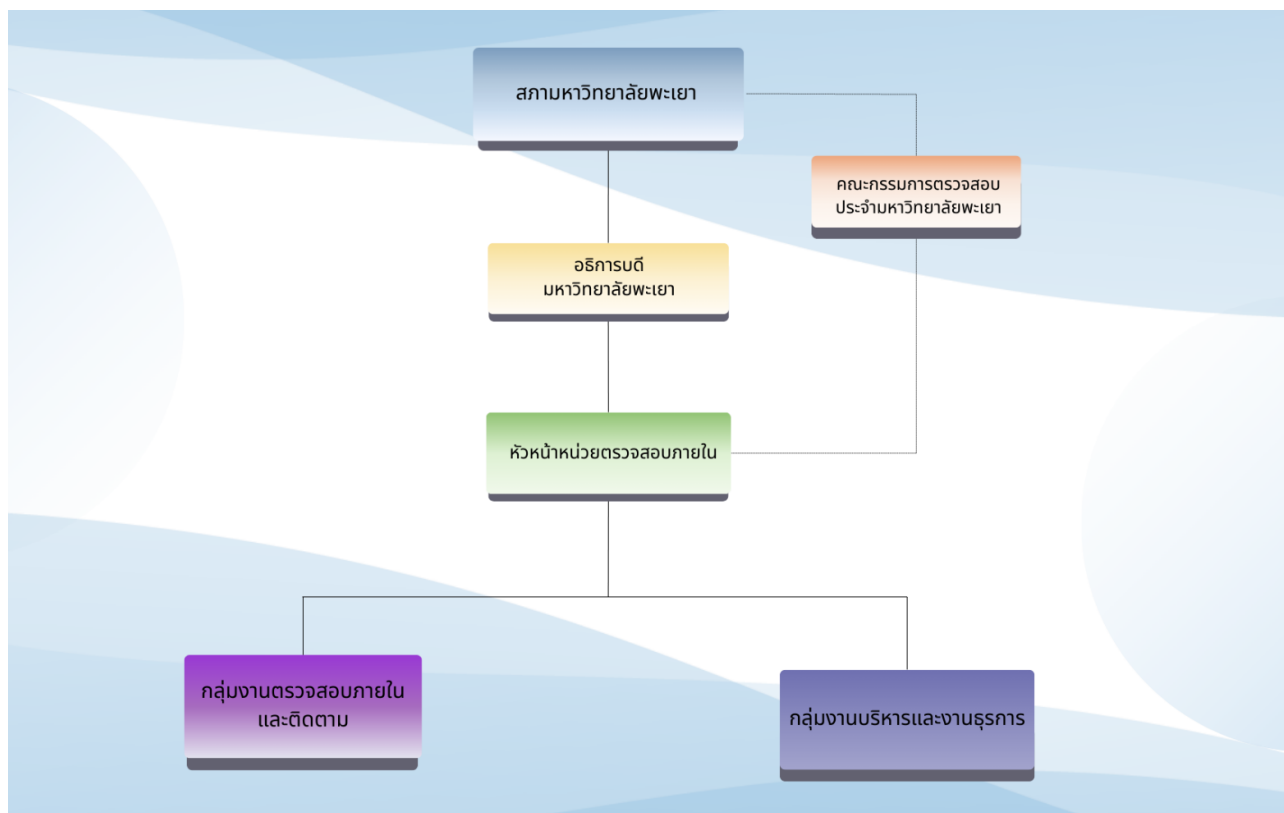 สภามหาวิทยาลัยพะเยา
คณะกรรมการตรวจสอบ
ประจำมหาวิทยาลัยพะเยา
อธิการบดี
มหาวิทยาลัยพะเยา
หัวหน้าหน่วยตรวจสอบภายใน
กลุ่มงานตรวจสอบภายใน
และติดตาม
กลุ่มงานบริหารและงานธุรการ